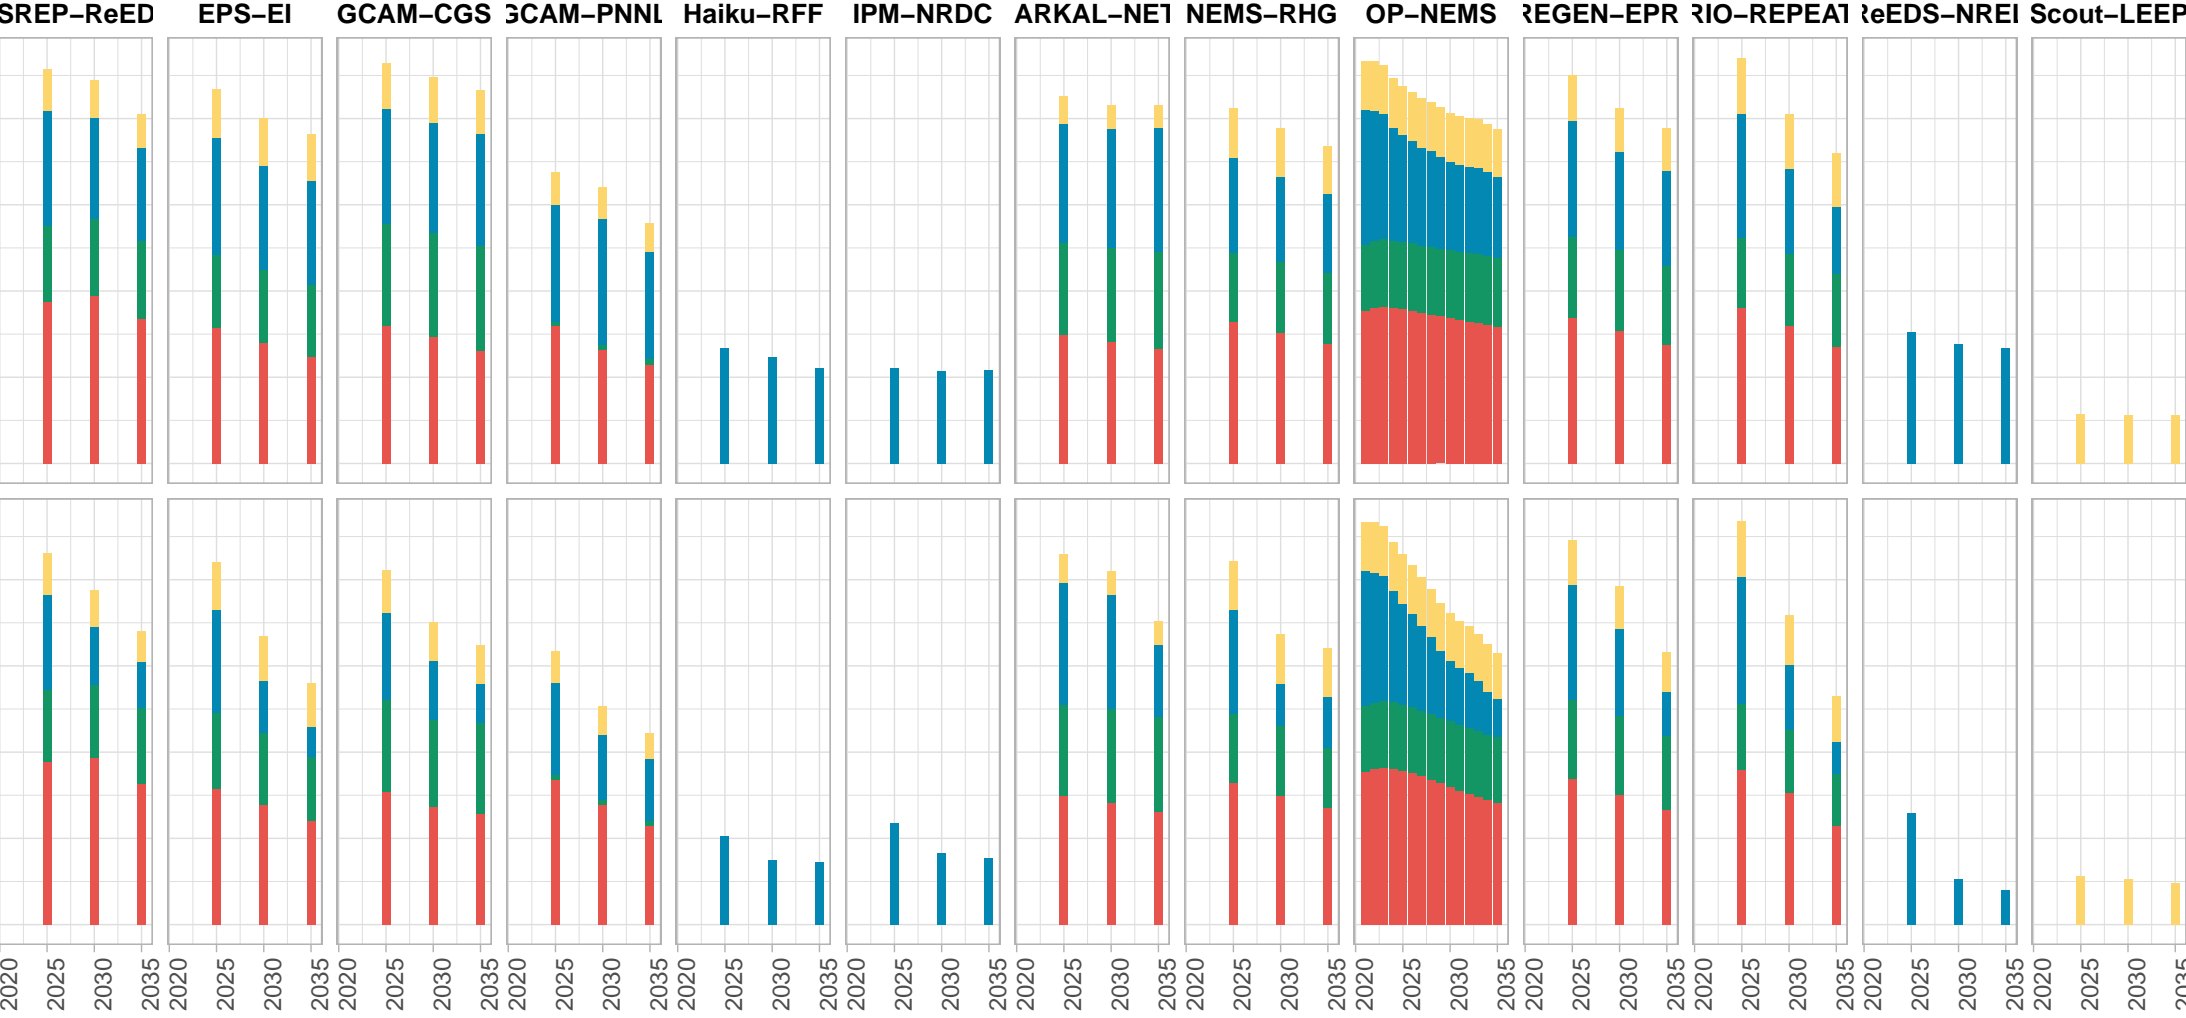 SREP–ReED EPS–EI GCAM–CGS GCAM–PNNL Haiku–RFF IPM–NRDC ARKAL–NET NEMS–RHG OP–NEMS REGEN–EPR RIO–REPEAT ReEDS–NREL Scout–LEEP
2020 2025 2030 2035 2020 2025 2030 2035 2020 2025 2030 2035 2020 2025 2030 2035 2020 2025 2030 2035 2020 2025 2030 2035 2020 2025 2030 2035 2020 2025 2030 2035 2020 2025 2030 2035 2020 2025 2030 2035 2020 2025 2030 2035 2020 2025 2030 2035 2020 2025 2030 2035